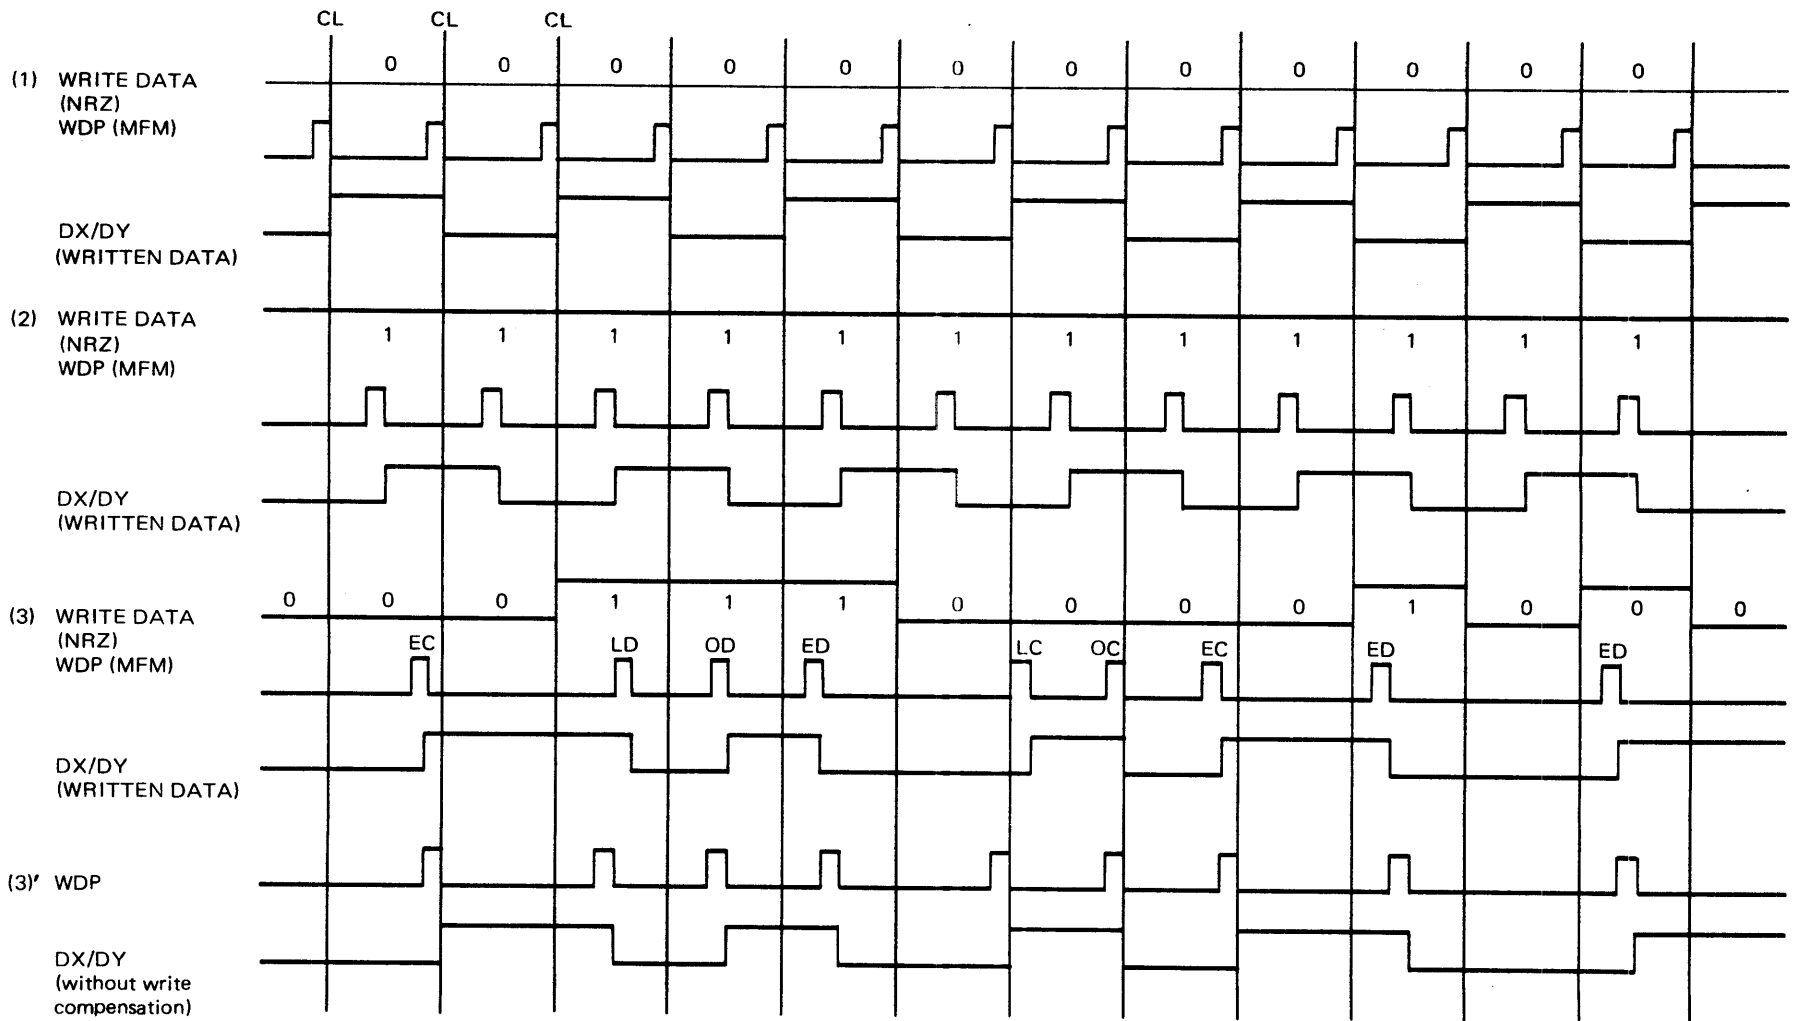 CL CL CL
0 0 0 0 0 0 0 0 0 0 0 0
(1) WRITE DATA
(NRZ)
WDP (MFM)
DX/DY
(WRITTEN DATA)
(2) WRITE DATA
(NRZ)
1 1 1 1 1 1 1 1 1 1 1 1
WDP (MFM)
DX/DY
(WRITTEN DATA)
0 0 0 1 1 1 0 0 0 0 1 0 0 0
(3) WRITE DATA
(NRZ)
EC LD OD ED LC OC EC ED ED
WDP (MFM)
DX/DY
(WRITTEN DATA)
(3)' WDP
DX/DY
(without write
compensation)